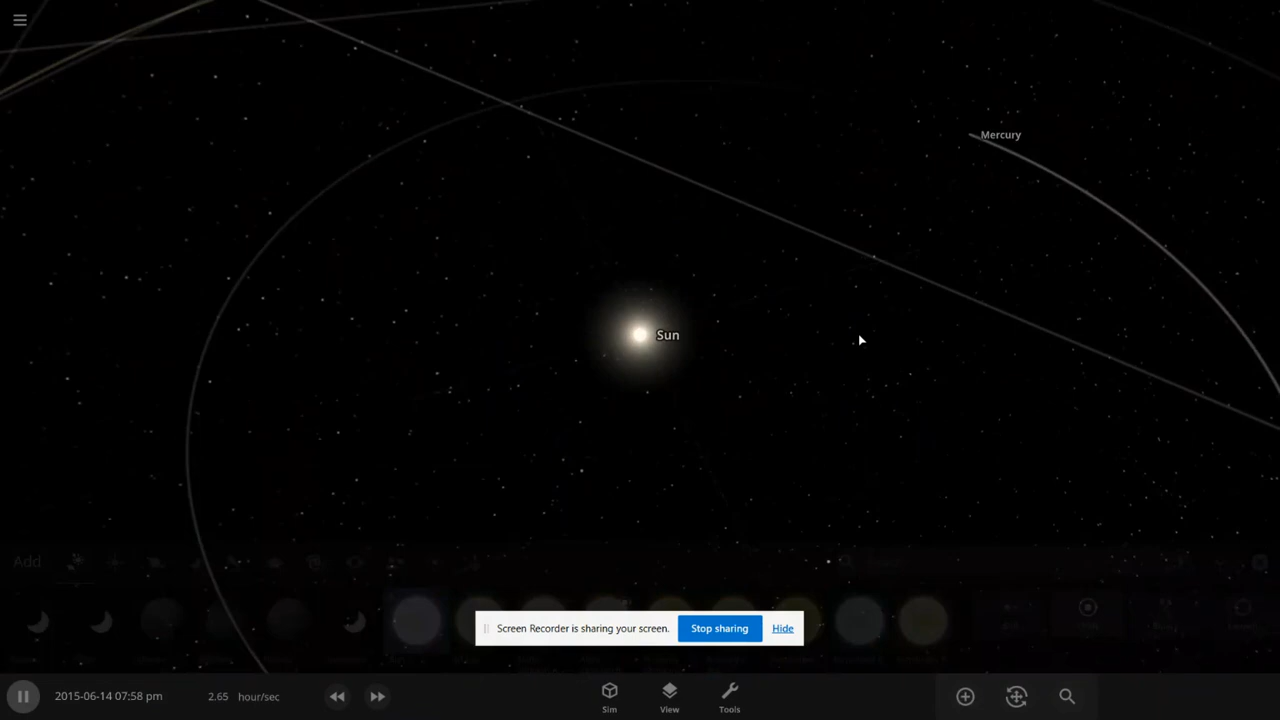 Mercury
Sun
Add
Screen Recorder is sharing your screen. Stop sharing Hide
2015-06-14 07:58 pm 2.65 hour/sec
Sim View Tools